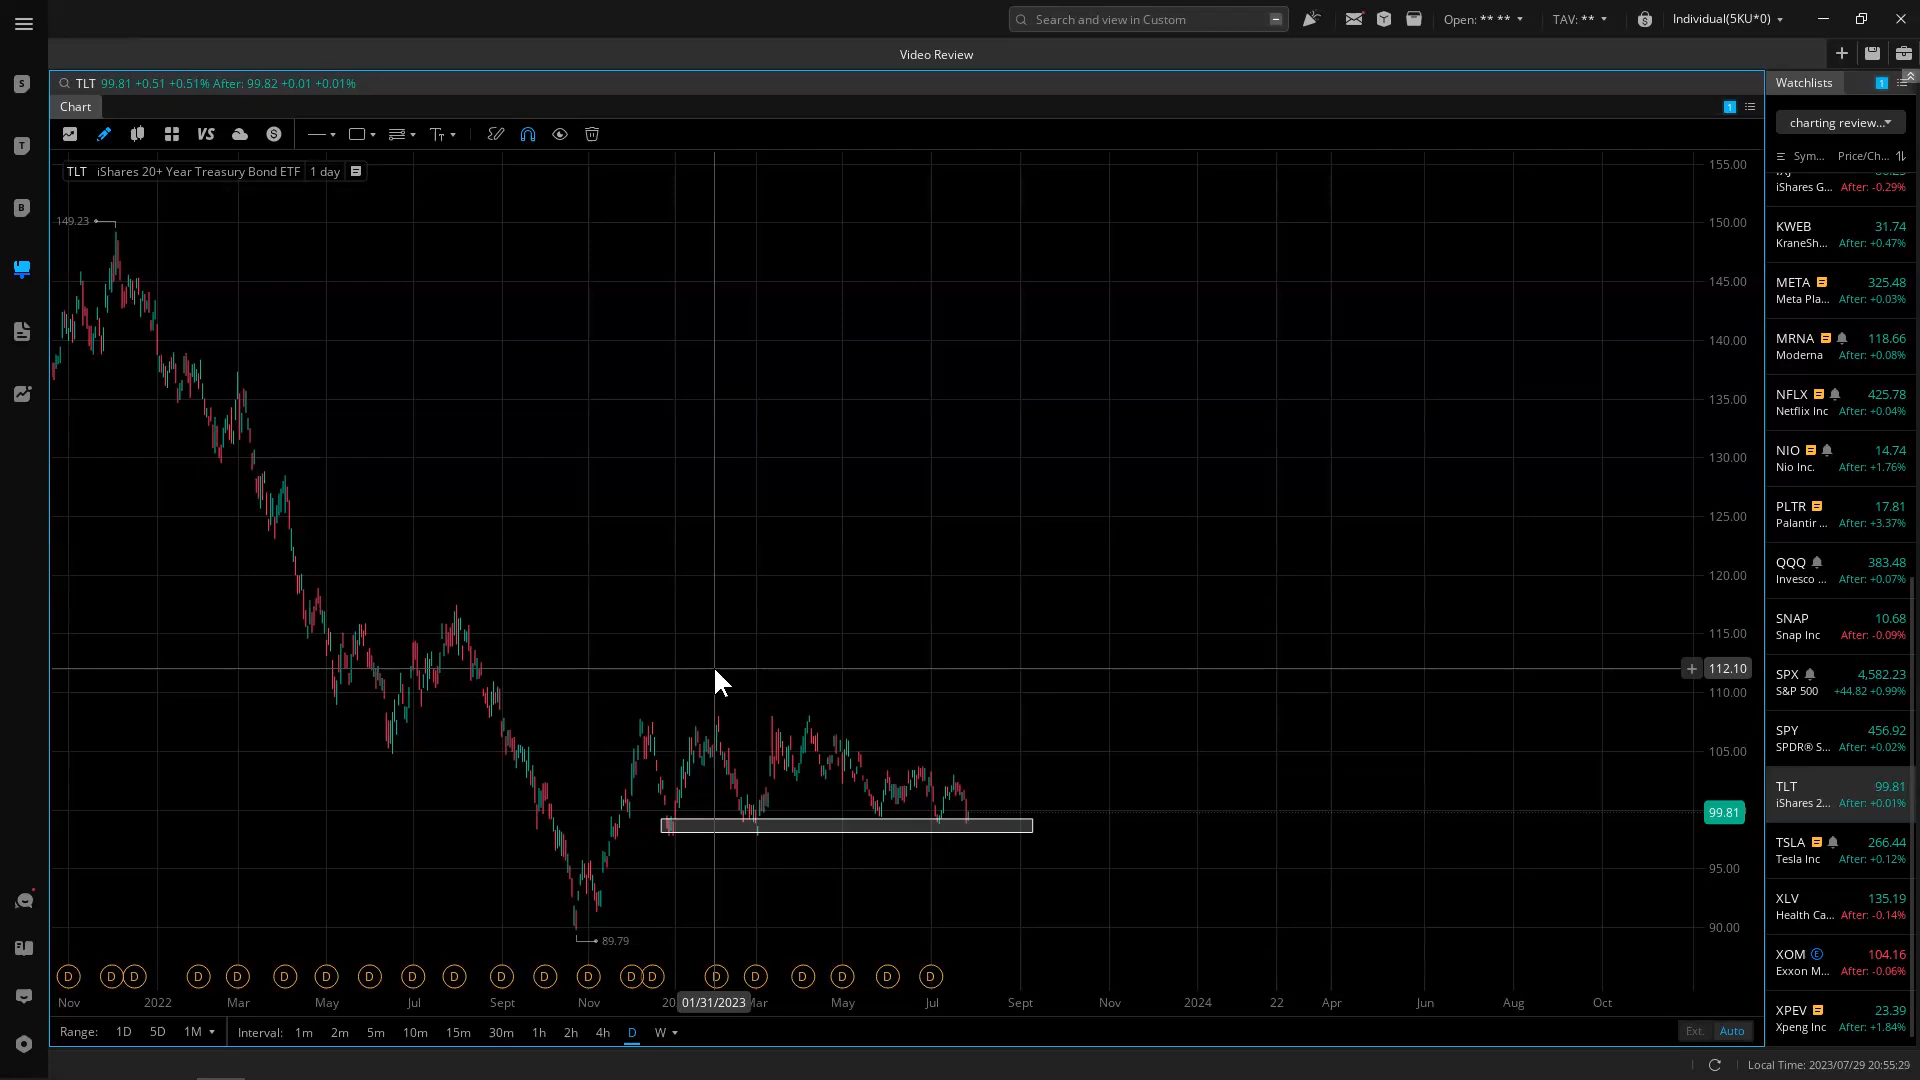 Search and view in Custom
Open: ** **
TAV: **
Individual(5KU*0)
Video Review
TLT 99.81 +0.51 +0.51% After: 99.82 +0.01 +0.01%
Chart
1
VS
S
T
TLT iShares 20+ Year Treasury Bond ETF 1 day
149.23
89.79
155.00
150.00
145.00
140.00
135.00
130.00
125.00
120.00
115.00
112.10
110.00
105.00
99.81
95.00
90.00
D D D D D D D D D D D D D D D D D D D D D
Nov 2022 Mar May Jul Sept Nov 01/31/2023 May Jul Sept Nov 2024 22 Apr Jun Aug Oct
Range: 1D 5D 1M
Interval: 1m 2m 5m 10m 15m 30m 1h 2h 4h D W
Ext. Auto
S
T
B
Watchlists
1
charting review...
Sym... Price/Ch...
iShares G... After: -0.29%
KWEB 31.74
KraneSh... After: +0.47%
META 325.48
Meta Pla... After: +0.03%
MRNA 118.66
Moderna After: +0.08%
NFLX 425.78
Netflix Inc After: +0.04%
NIO 14.74
Nio Inc. After: +1.76%
PLTR 17.81
Palantir ... After: +3.37%
QQQ 383.48
Invesco ... After: +0.07%
SNAP 10.68
Snap Inc After: -0.09%
SPX 4,582.23
S&P 500 +44.82 +0.99%
SPY 456.92
SPDR® S... After: +0.02%
TLT 99.81
iShares 2... After: +0.01%
TSLA 266.44
Tesla Inc After: +0.12%
XLV 135.19
Health Ca... After: -0.14%
XOM E 104.16
Exxon M... After: -0.06%
XPEV 23.39
Xpeng Inc After: +1.84%
Local Time: 2023/07/29 20:55:29